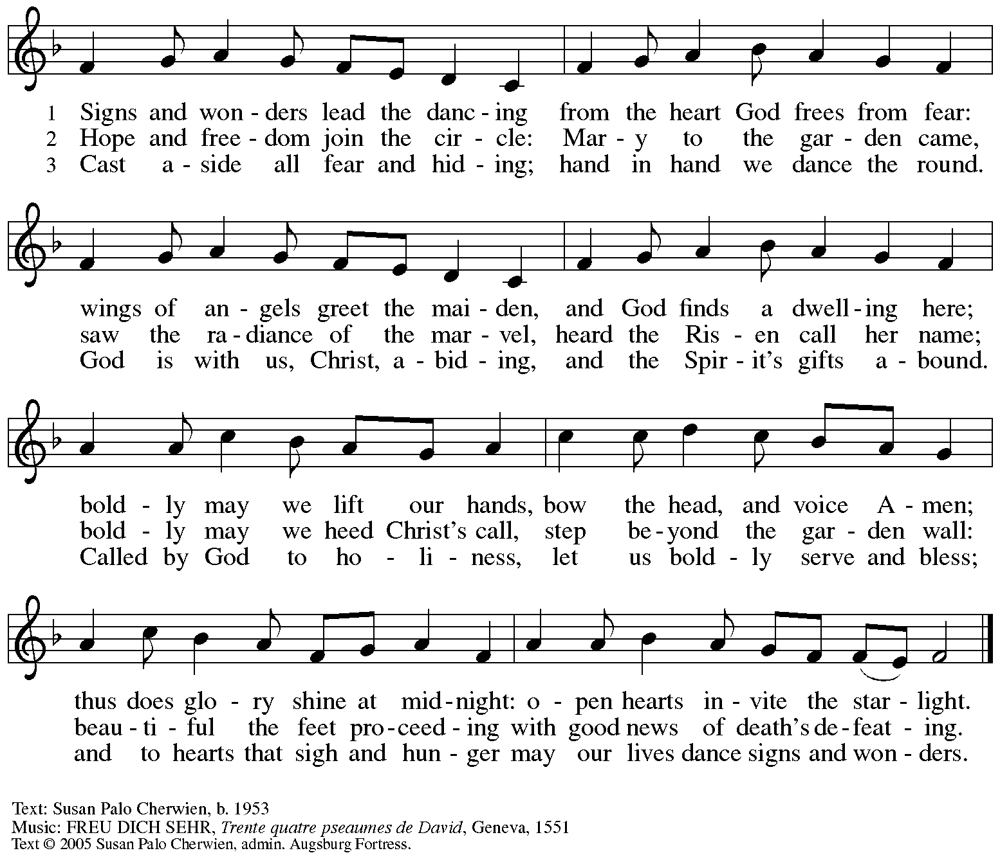 1 Signs and won - ders lead the danc - ing from the heart God frees from fear:
2 Hope and free - dom join the cir - cle: Mar - y to the gar - den came,
3 Cast a - side all fear and hid - ing; hand in hand we dance the round.
wings of an - gels greet the mai - den, and God finds a dwell - ing here;
saw the ra - diance of the mar - vel, heard the Ris - en call her name;
God is with us, Christ, a - bid - ing, and the Spir - it's gifts a - bound.
bold - ly may we lift our hands, bow the head, and voice A - men;
bold - ly may we heed Christ's call, step be - yond the gar - den wall:
Called by God to ho - li - ness, let us bold - ly serve and bless;
thus does glo - ry shine at mid - night: o - pen hearts in - vite the star - light.
beau - ti - ful the feet pro - ceed - ing with good news of death's de - feat - ing.
and to hearts that sigh and hun - ger may our lives dance signs and won - ders.
Text: Susan Palo Cherwien, b. 1953
Music: FREU DICH SEHR, Trente quatre pseaumes de David, Geneva, 1551
Text © 2005 Susan Palo Cherwien, admin. Augsburg Fortress.